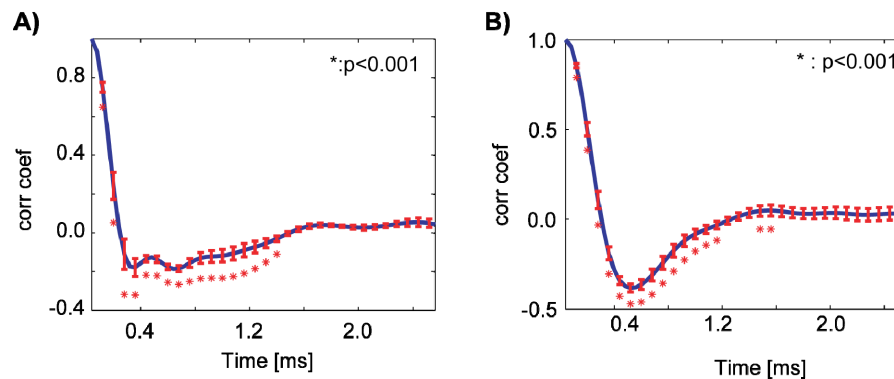 A)
*:p<0.001
0.8
0.4
0.0
-0.4
corr coef
0.4
1.2
2.0
Time [ms]
B)
* : p<0.001
1.0
0.5
0.0
-0.5
corr coef
0.4
1.2
2.0
Time [ms]